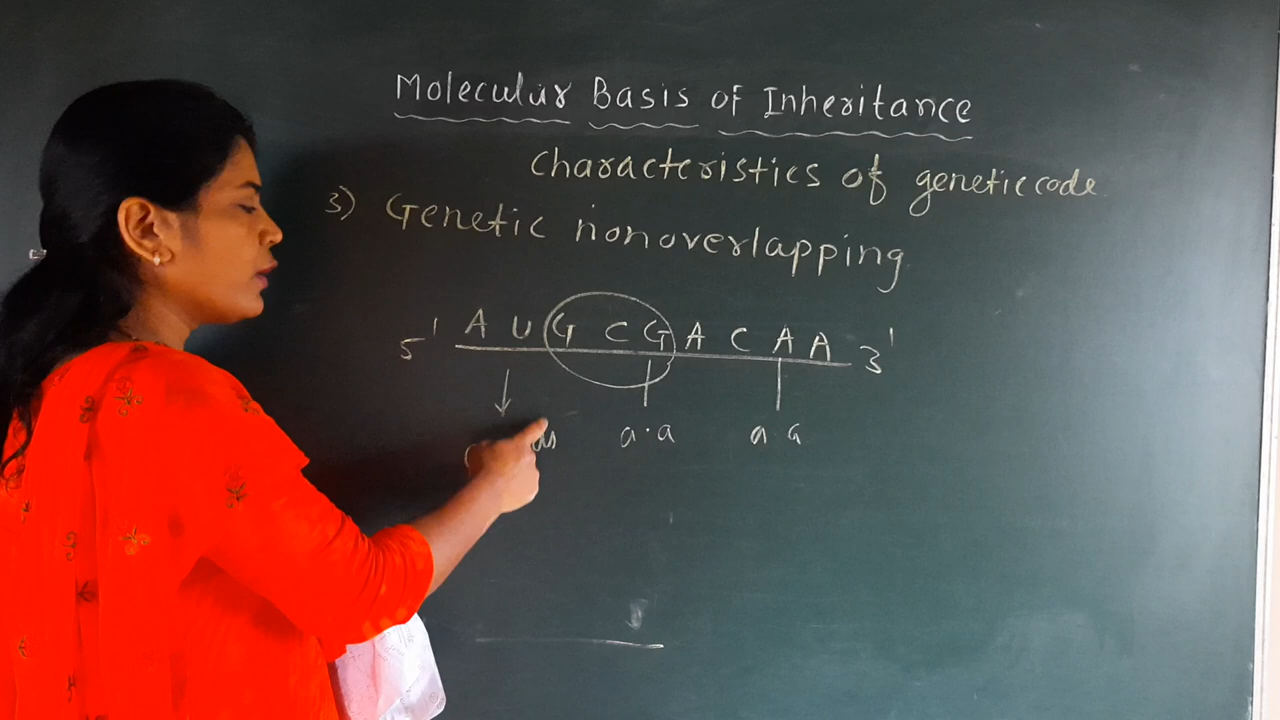 Molecular Basis of Inheritance
Characteristics of genetic code
3) Genetic nonoverlapping
5' A U G C G A C A A 3'
a.a a a